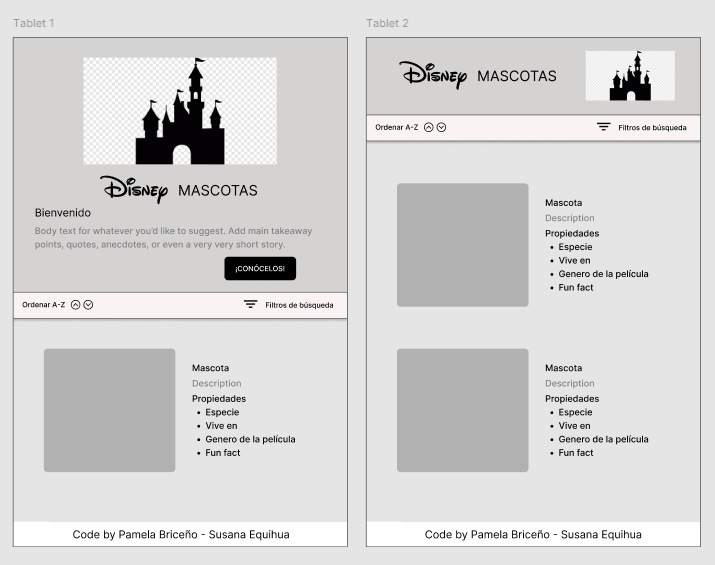 Tablet 1
Disney MASCOTAS
Bienvenido
Body text for whatever you'd like to suggest. Add main takeaway
points, quotes, anecdotes, or even a very very short story.
¡CONÓCELOS!
Ordenar A-Z
Filtros de búsqueda
Mascota
Description
Propiedades
• Especie
• Vive en
• Genero de la película
• Fun fact
Code by Pamela Briceño - Susana Equihua
Tablet 2
Disney MASCOTAS
Ordenar A-Z
Filtros de búsqueda
Mascota
Description
Propiedades
• Especie
• Vive en
• Genero de la película
• Fun fact
Mascota
Description
Propiedades
• Especie
• Vive en
• Genero de la película
• Fun fact
Code by Pamela Briceño - Susana Equihua